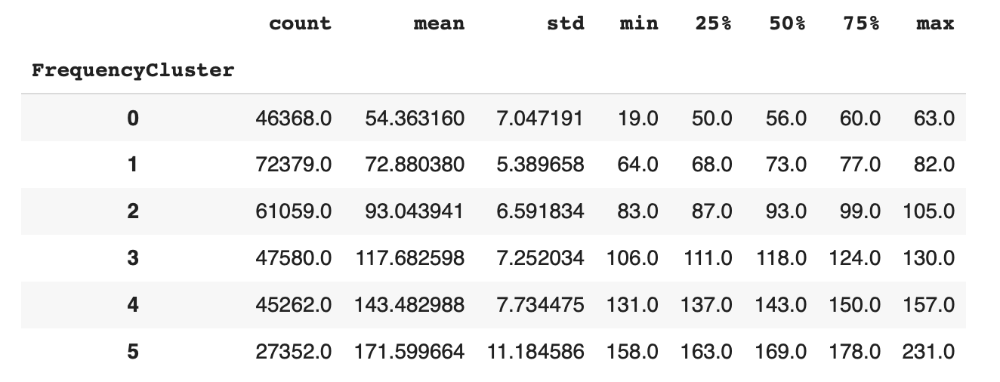 count mean std min 25% 50% 75% max
FrequencyCluster
0 46368.0 54.363160 7.047191 19.0 50.0 56.0 60.0 63.0
1 72379.0 72.880380 5.389658 64.0 68.0 73.0 77.0 82.0
2 61059.0 93.043941 6.591834 83.0 87.0 93.0 99.0 105.0
3 47580.0 117.682598 7.252034 106.0 111.0 118.0 124.0 130.0
4 45262.0 143.482988 7.734475 131.0 137.0 143.0 150.0 157.0
5 27352.0 171.599664 11.184586 158.0 163.0 169.0 178.0 231.0